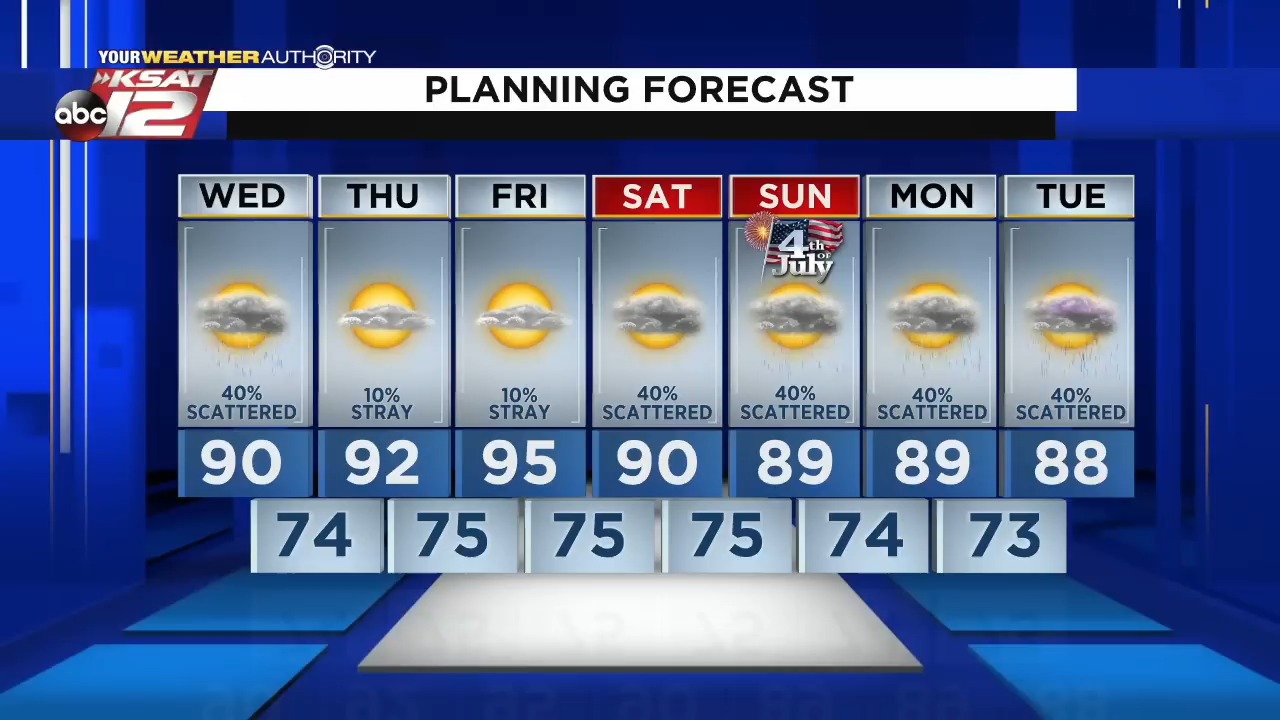 YOURWEATHERAUTHORITY
KSAT
abc 12
PLANNING FORECAST
WED THU FRI SAT SUN MON TUE
4th
OF
July
40% 10% 10% 40% 40% 40% 40%
SCATTERED STRAY STRAY SCATTERED SCATTERED SCATTERED SCATTERED
90 92 95 90 89 89 88
74 75 75 75 74 73